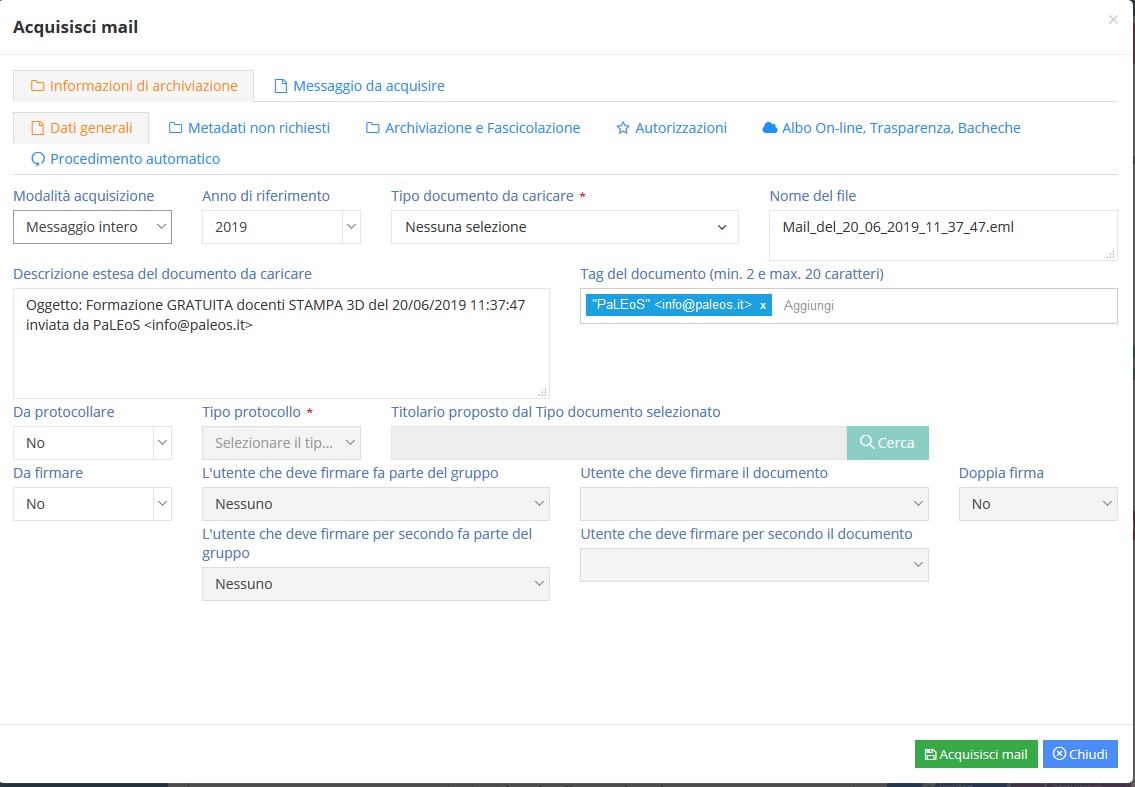 Acquisisci mail
×
Informazioni di archiviazione
Messaggio da acquisire
Dati generali
Metadati non richiesti
Archiviazione e Fascicolazione
Autorizzazioni
Albo On-line, Trasparenza, Bacheche
Procedimento automatico
Modalità acquisizione
Messaggio intero
Anno di riferimento
2019
Tipo documento da caricare *
Nessuna selezione
Nome del file
Mail_del_20_06_2019_11_37_47.eml
Descrizione estesa del documento da caricare
Oggetto: Formazione GRATUITA docenti STAMPA 3D del 20/06/2019 11:37:47
inviata da PaLEoS <info@paleos.it>
Tag del documento (min. 2 e max. 20 caratteri)
"PaLEoS" <info@paleos.it> x
Aggiungi
Da protocollare
No
Tipo protocollo *
Selezionare il tip...
Titolario proposto dal Tipo documento selezionato
Cerca
Da firmare
No
L'utente che deve firmare fa parte del gruppo
Nessuno
Utente che deve firmare il documento
Doppia firma
No
L'utente che deve firmare per secondo fa parte del
gruppo
Nessuno
Utente che deve firmare per secondo il documento
Acquisisci mail
Chiudi